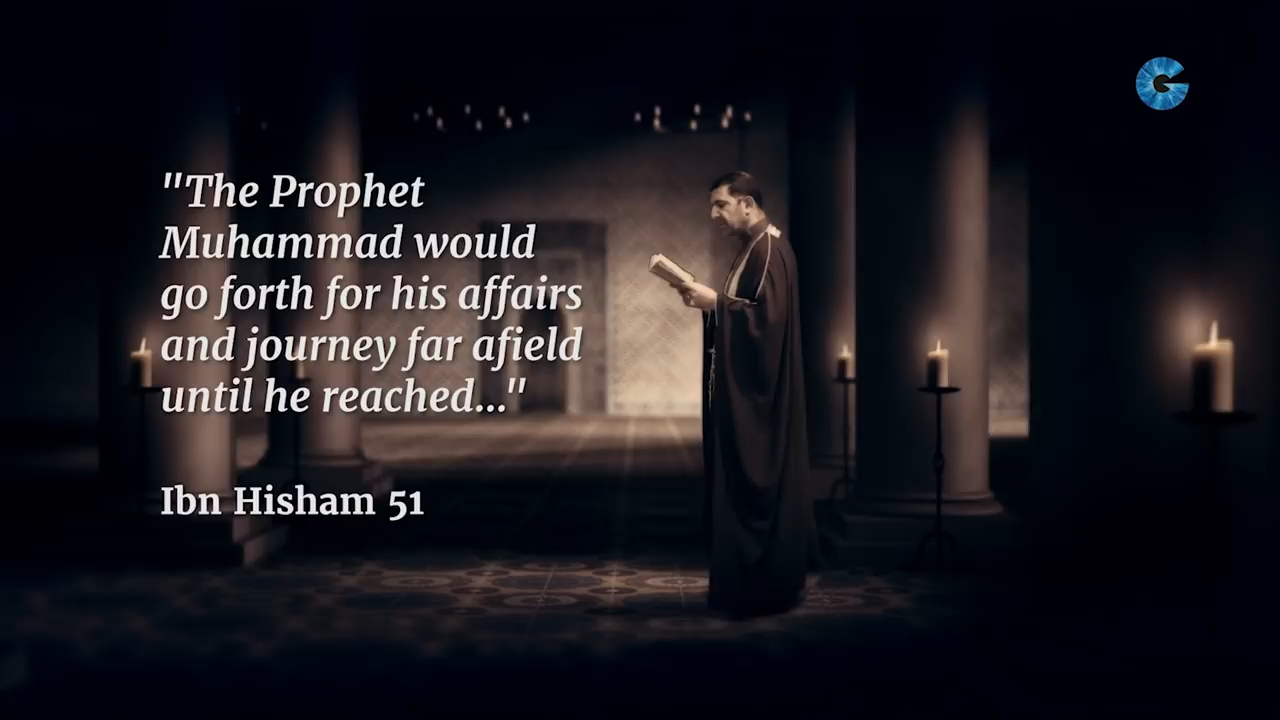 "The Prophet
Muhammad would
go forth for his affairs
and journey far afield
until he reached..."
Ibn Hisham 51